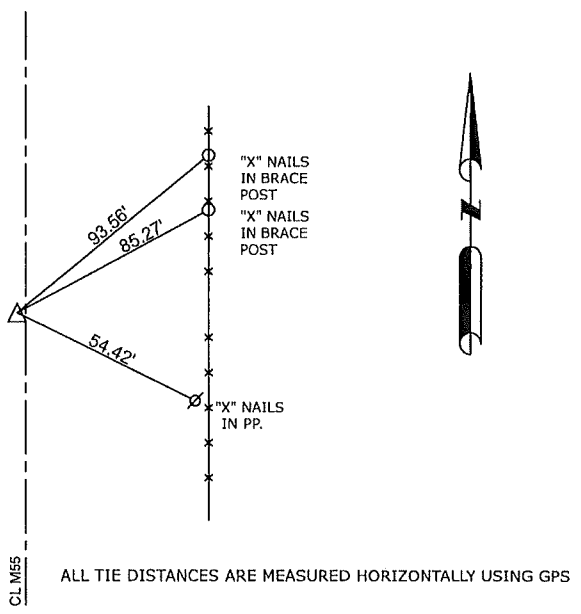 "X" NAILS
IN BRACE
POST
93.56'
"X" NAILS
IN BRACE
POST
85.27'
N
54.42'
"X" NAILS
IN PP.
CL M55
ALL TIE DISTANCES ARE MEASURED HORIZONTALLY USING GPS